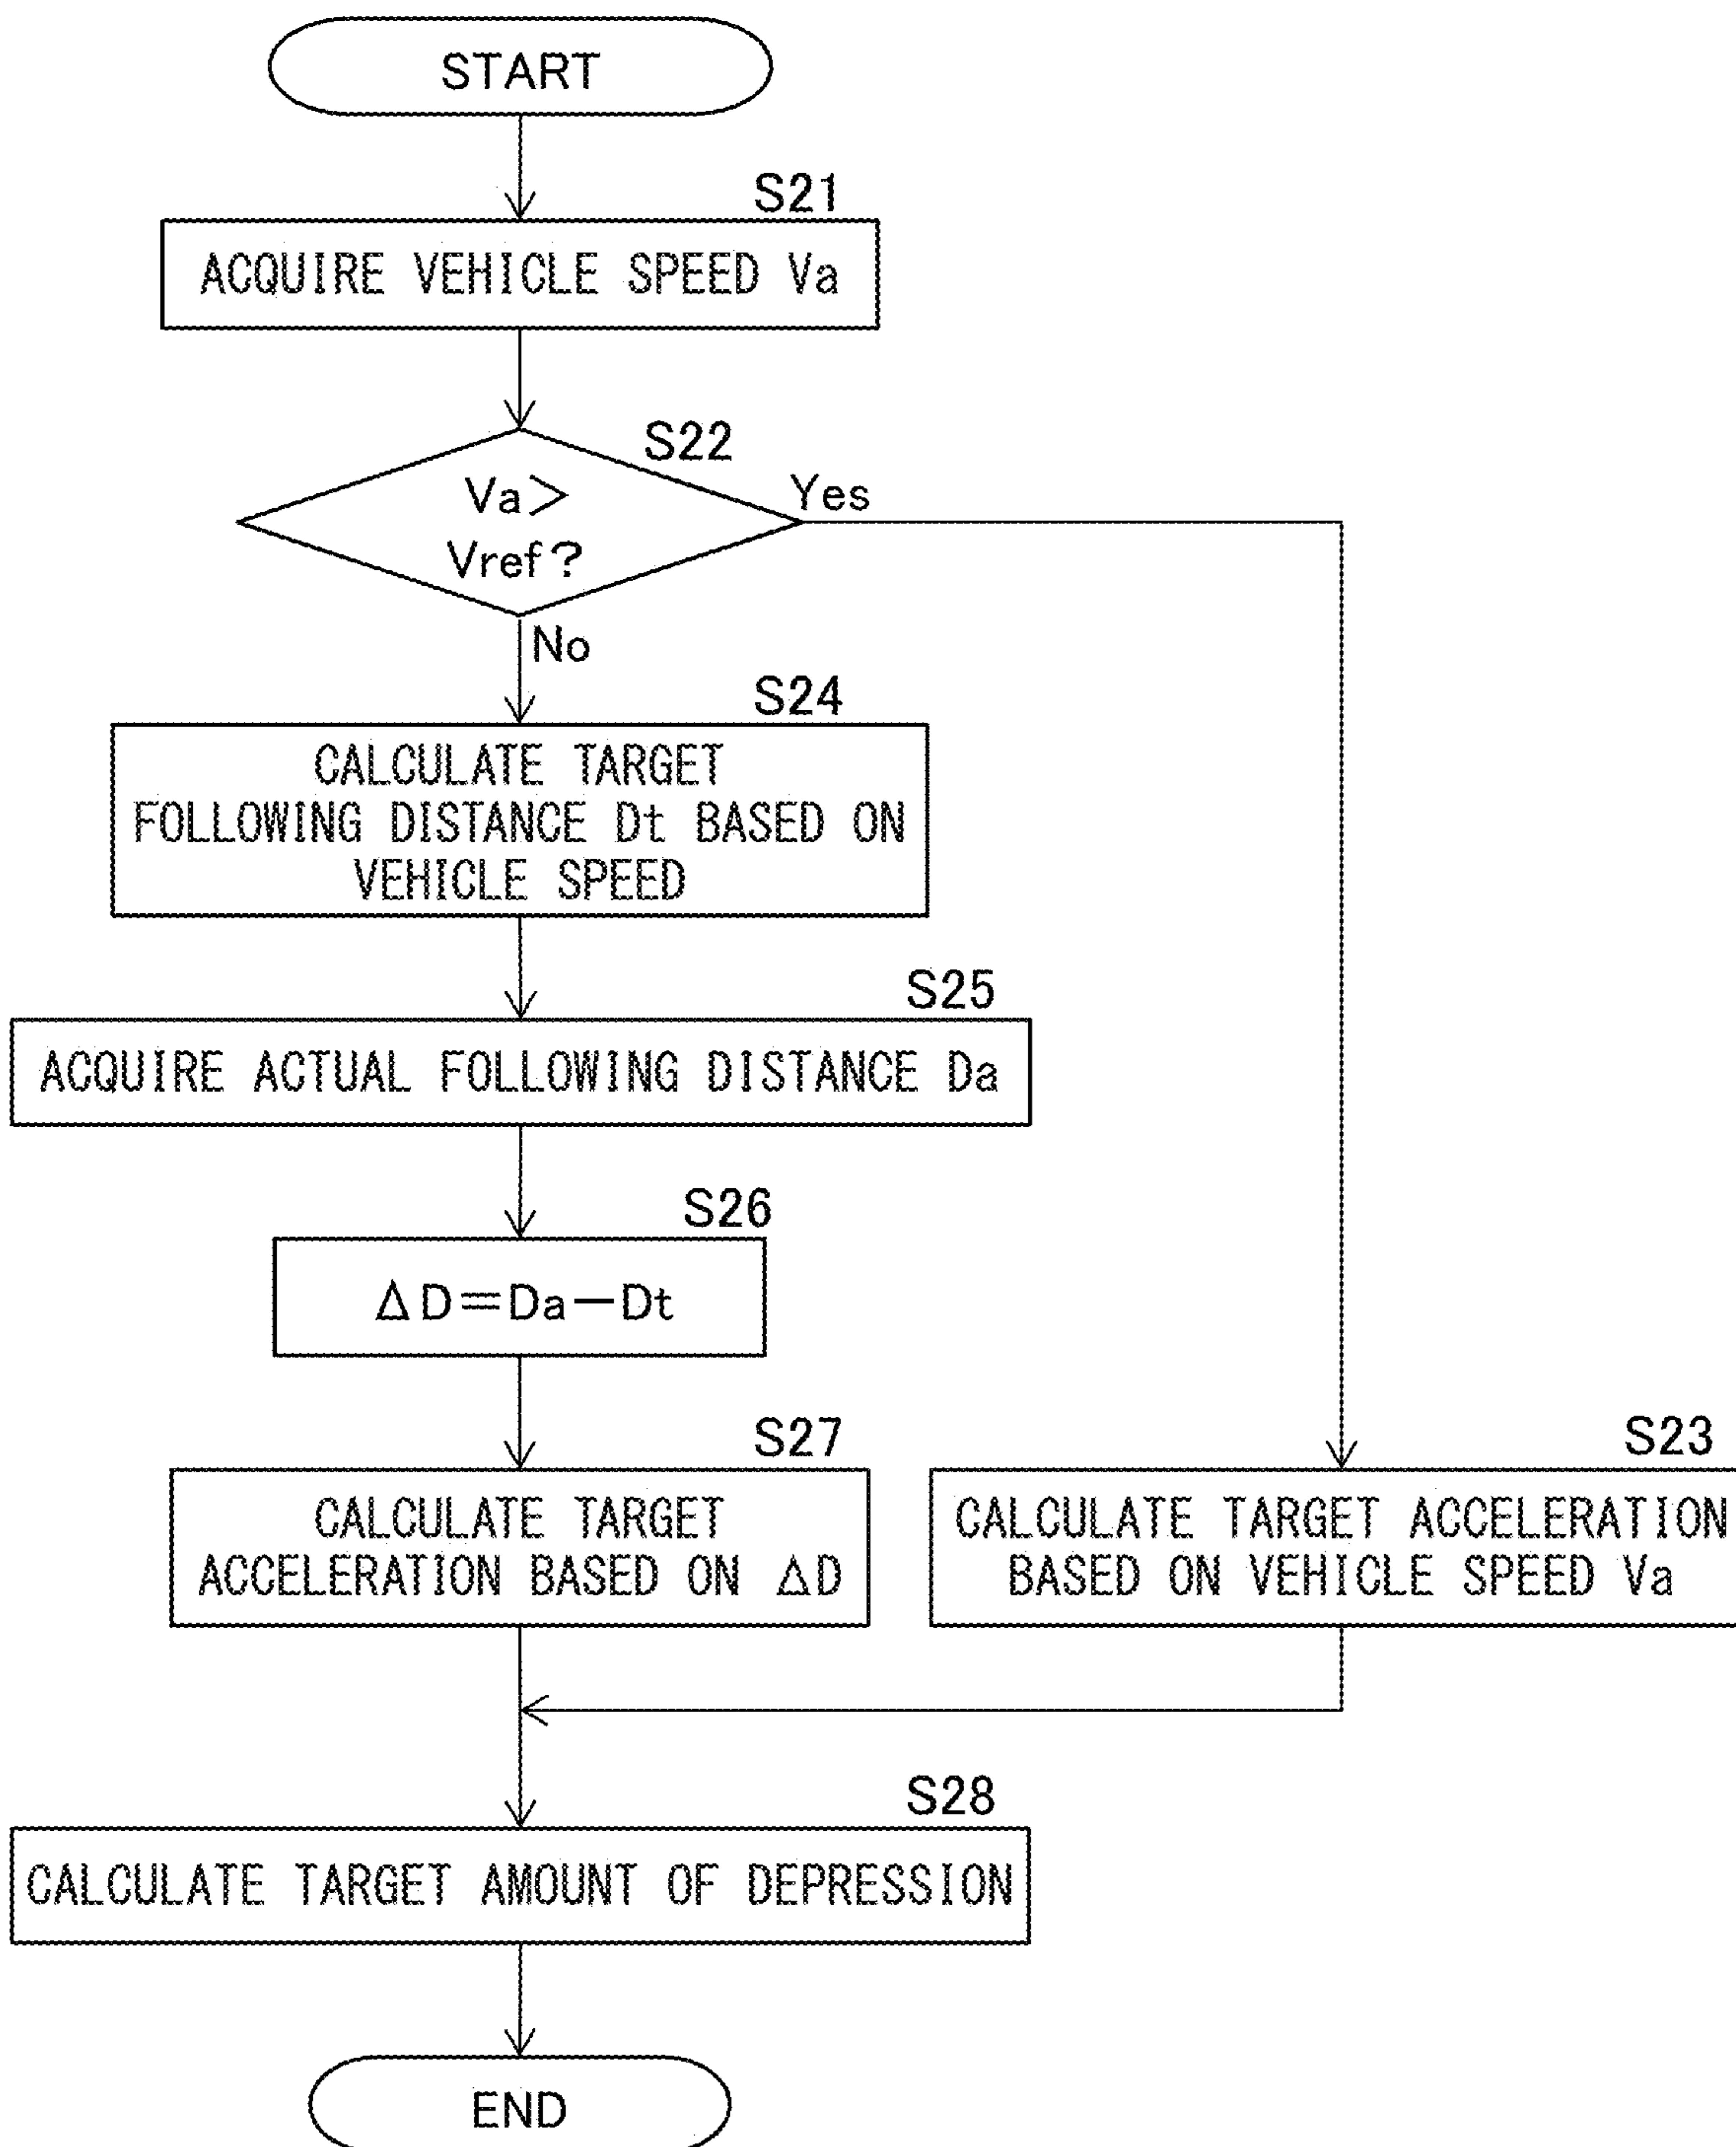 START
S21
ACQUIRE VEHICLE SPEED Va
S22
Va>
Vref?
Yes
No
S24
CALCULATE TARGET
FOLLOWING DISTANCE Dt BASED ON
VEHICLE SPEED
S25
ACQUIRE ACTUAL FOLLOWING DISTANCE Da
S26
ΔD=Da-Dt
S27
CALCULATE TARGET
ACCELERATION BASED ON ΔD
S23
CALCULATE TARGET ACCELERATION
BASED ON VEHICLE SPEED Va
S28
CALCULATE TARGET AMOUNT OF DEPRESSION
END